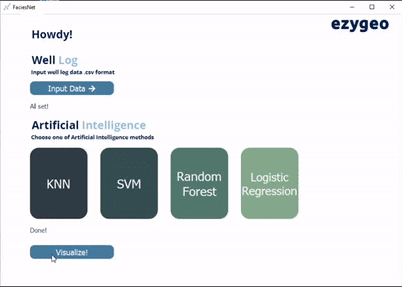 FaciesNet
ezygeo
Howdy!
Well Log
Input well log data .csv format
Input Data →
All set!
Artificial Intelligence
Choose one of Artificial Intelligence methods
KNN
SVM
Random
Forest
Logistic
Regression
Done!
Visualize!